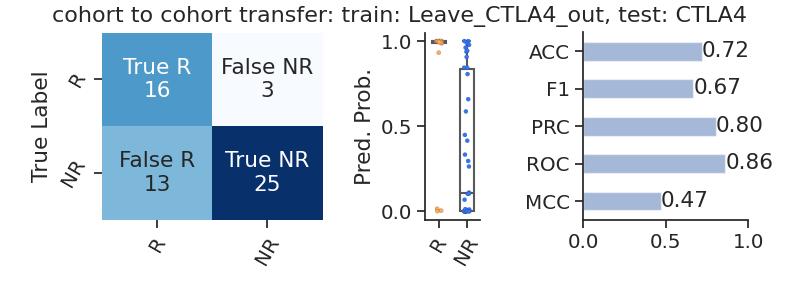 cohort to cohort transfer: train: Leave_CTLA4_out, test: CTLA4
True Label
R
NR
True R
16
False NR
3
False R
13
True NR
25
R
NR
Pred. Prob.
1.0
0.5
0.0
R
NR
ACC
0.72
F1
0.67
PRC
0.80
ROC
0.86
MCC
0.47
0.0
0.5
1.0